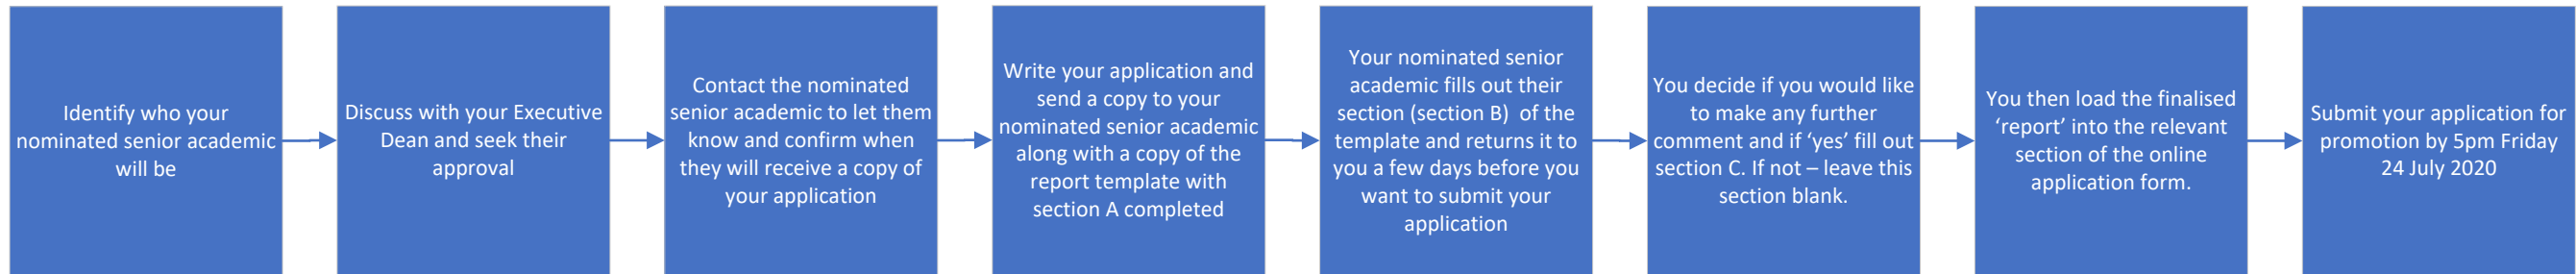 Identify who your
nominated senior academic
will be
Discuss with your Executive
Dean and seek their
approval
Contact the nominated
senior academic to let them
know and confirm when
they will receive a copy of
your application
Write your application and
send a copy to your
nominated senior academic
along with a copy of the
report template with
section A completed
Your nominated senior
academic fills out their
section (section B)  of the
template and returns it to
you a few days before you
want to submit your
application
You decide if you would like
to make any further
comment and if ‘yes’ fill out
section C. If not – leave this
section blank.
You then load the finalised
‘report’ into the relevant
section of the online
application form.
Submit your application for
promotion by 5pm Friday
24 July 2020